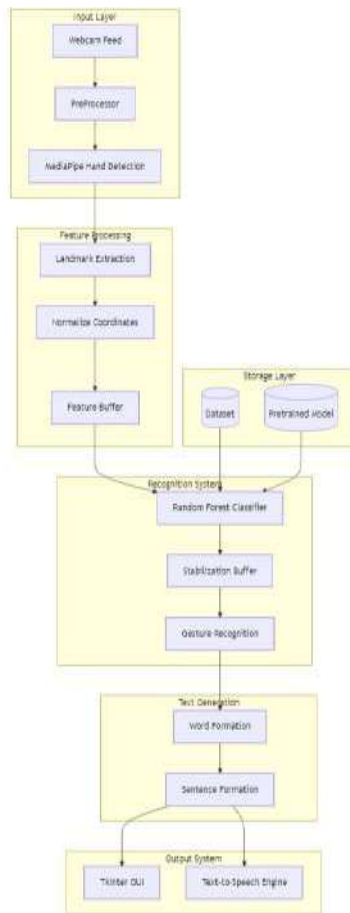 Input Layer
Webcam Feed
PreProcessor
MediaPipe Hand Detection
Feature Processing
Landmark Extraction
Normalize Coordinates
Feature Buffer
Storage Layer
Dataset
Pretrained Model
Recognition System
Random Forest Classifier
Stabilization Buffer
Gesture Recognition
Text Generation
Word Formation
Sentence Formation
Output System
Tkinter GUI
Text-to-Speech Engine